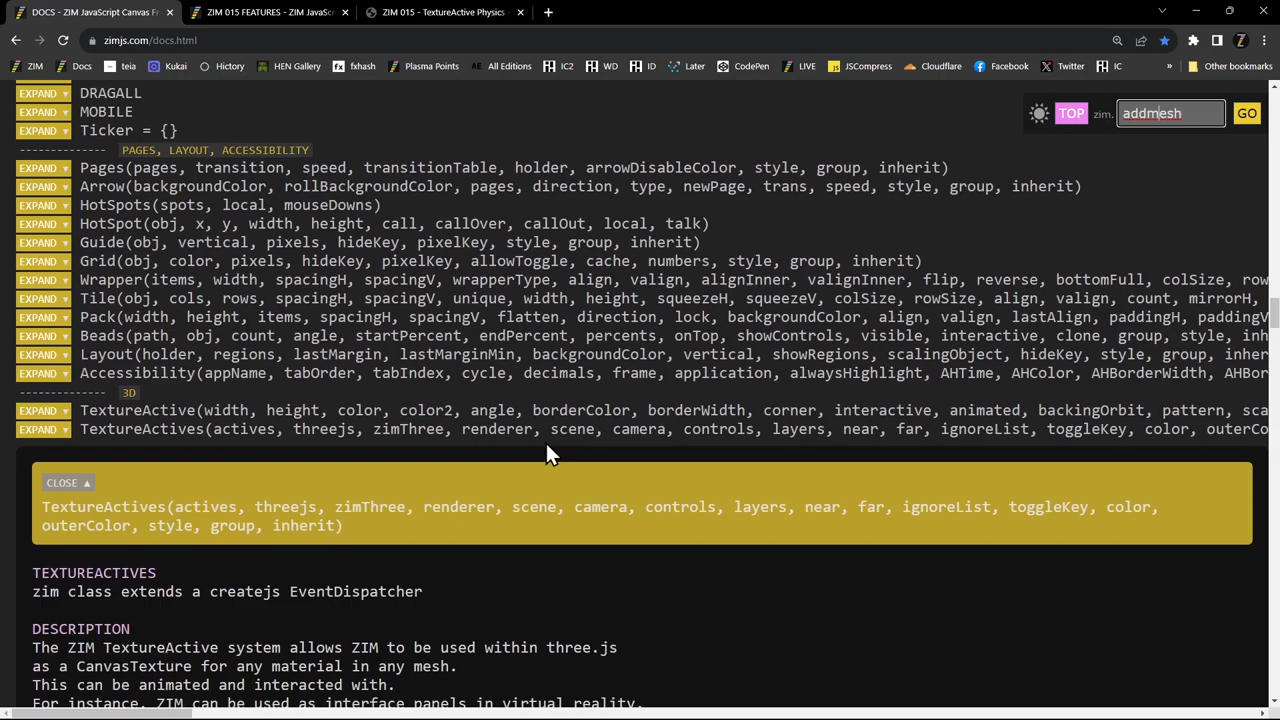 DOCS - ZIM JavaScript Canvas Fr
ZIM 015 FEATURES - ZIM JavaSc
ZIM 015 - TextureActive Physics -
zimjs.com/docs.html
ZIM
Docs
teia
Kukai
History
Plasma Points
HEN Gallery
fxhash
All Editions
IC2
WD
ID
Later
CodePen
LIVE
JSCompress
Cloudflare
Facebook
Twitter
IC
»
Other bookmarks
EXPAND ▾ DRAGALL
EXPAND ▾ MOBILE
TOP zim. addmesh GO
EXPAND ▾ Ticker = {}
-------------- PAGES, LAYOUT, ACCESSIBILITY
EXPAND ▾ Pages(pages, transition, speed, transitionTable, holder, arrowDisableColor, style, group, inherit)
EXPAND ▾ Arrow(backgroundColor, rollBackgroundColor, pages, direction, type, newPage, trans, speed, style, group, inherit)
EXPAND ▾ HotSpots(spots, local, mouseDowns)
EXPAND ▾ HotSpot(obj, x, y, width, height, call, callOver, callOut, local, talk)
EXPAND ▾ Guide(obj, vertical, pixels, hideKey, pixelKey, style, group, inherit)
EXPAND ▾ Grid(obj, color, pixels, hideKey, pixelKey, allowToggle, cache, numbers, style, group, inherit)
EXPAND ▾ Wrapper(items, width, spacingH, spacingV, wrapperType, align, valign, alignInner, valignInner, flip, reverse, bottomFull, colSize, row
EXPAND ▾ Tile(obj, cols, rows, spacingH, spacingV, unique, width, height, squeezeH, squeezeV, colSize, rowSize, align, valign, count, mirrorH,
EXPAND ▾ Pack(width, height, items, spacingH, spacingV, flatten, direction, lock, backgroundColor, align, valign, lastAlign, paddingH, paddingV
EXPAND ▾ Beads(path, obj, count, angle, startPercent, endPercent, percents, onTop, showControls, visible, interactive, clone, group, style, inh
EXPAND ▾ Layout(holder, regions, lastMargin, lastMarginMin, backgroundColor, vertical, showRegions, scalingObject, hideKey, style, group, inher
EXPAND ▾ Accessibility(appName, tabOrder, tabIndex, cycle, decimals, frame, application, alwaysHighlight, AHTime, AHColor, AHBorderWidth, AHBor
-------------- 3D
EXPAND ▾ TextureActive(width, height, color, color2, angle, borderColor, borderWidth, corner, interactive, animated, backingOrbit, pattern, sca
EXPAND ▾ TextureActives(actives, threejs, zimThree, renderer, scene, camera, controls, layers, near, far, ignoreList, toggleKey, color, outerCo
CLOSE ▴
TextureActives(actives, threejs, zimThree, renderer, scene, camera, controls, layers, near, far, ignoreList, toggleKey, color,
outerColor, style, group, inherit)
TEXTUREACTIVES
zim class extends a createjs EventDispatcher
DESCRIPTION
The ZIM TextureActive system allows ZIM to be used within three.js
as a CanvasTexture for any material in any mesh.
This can be animated and interacted with.
For instance, ZIM can be used as interface panels in virtual reality,